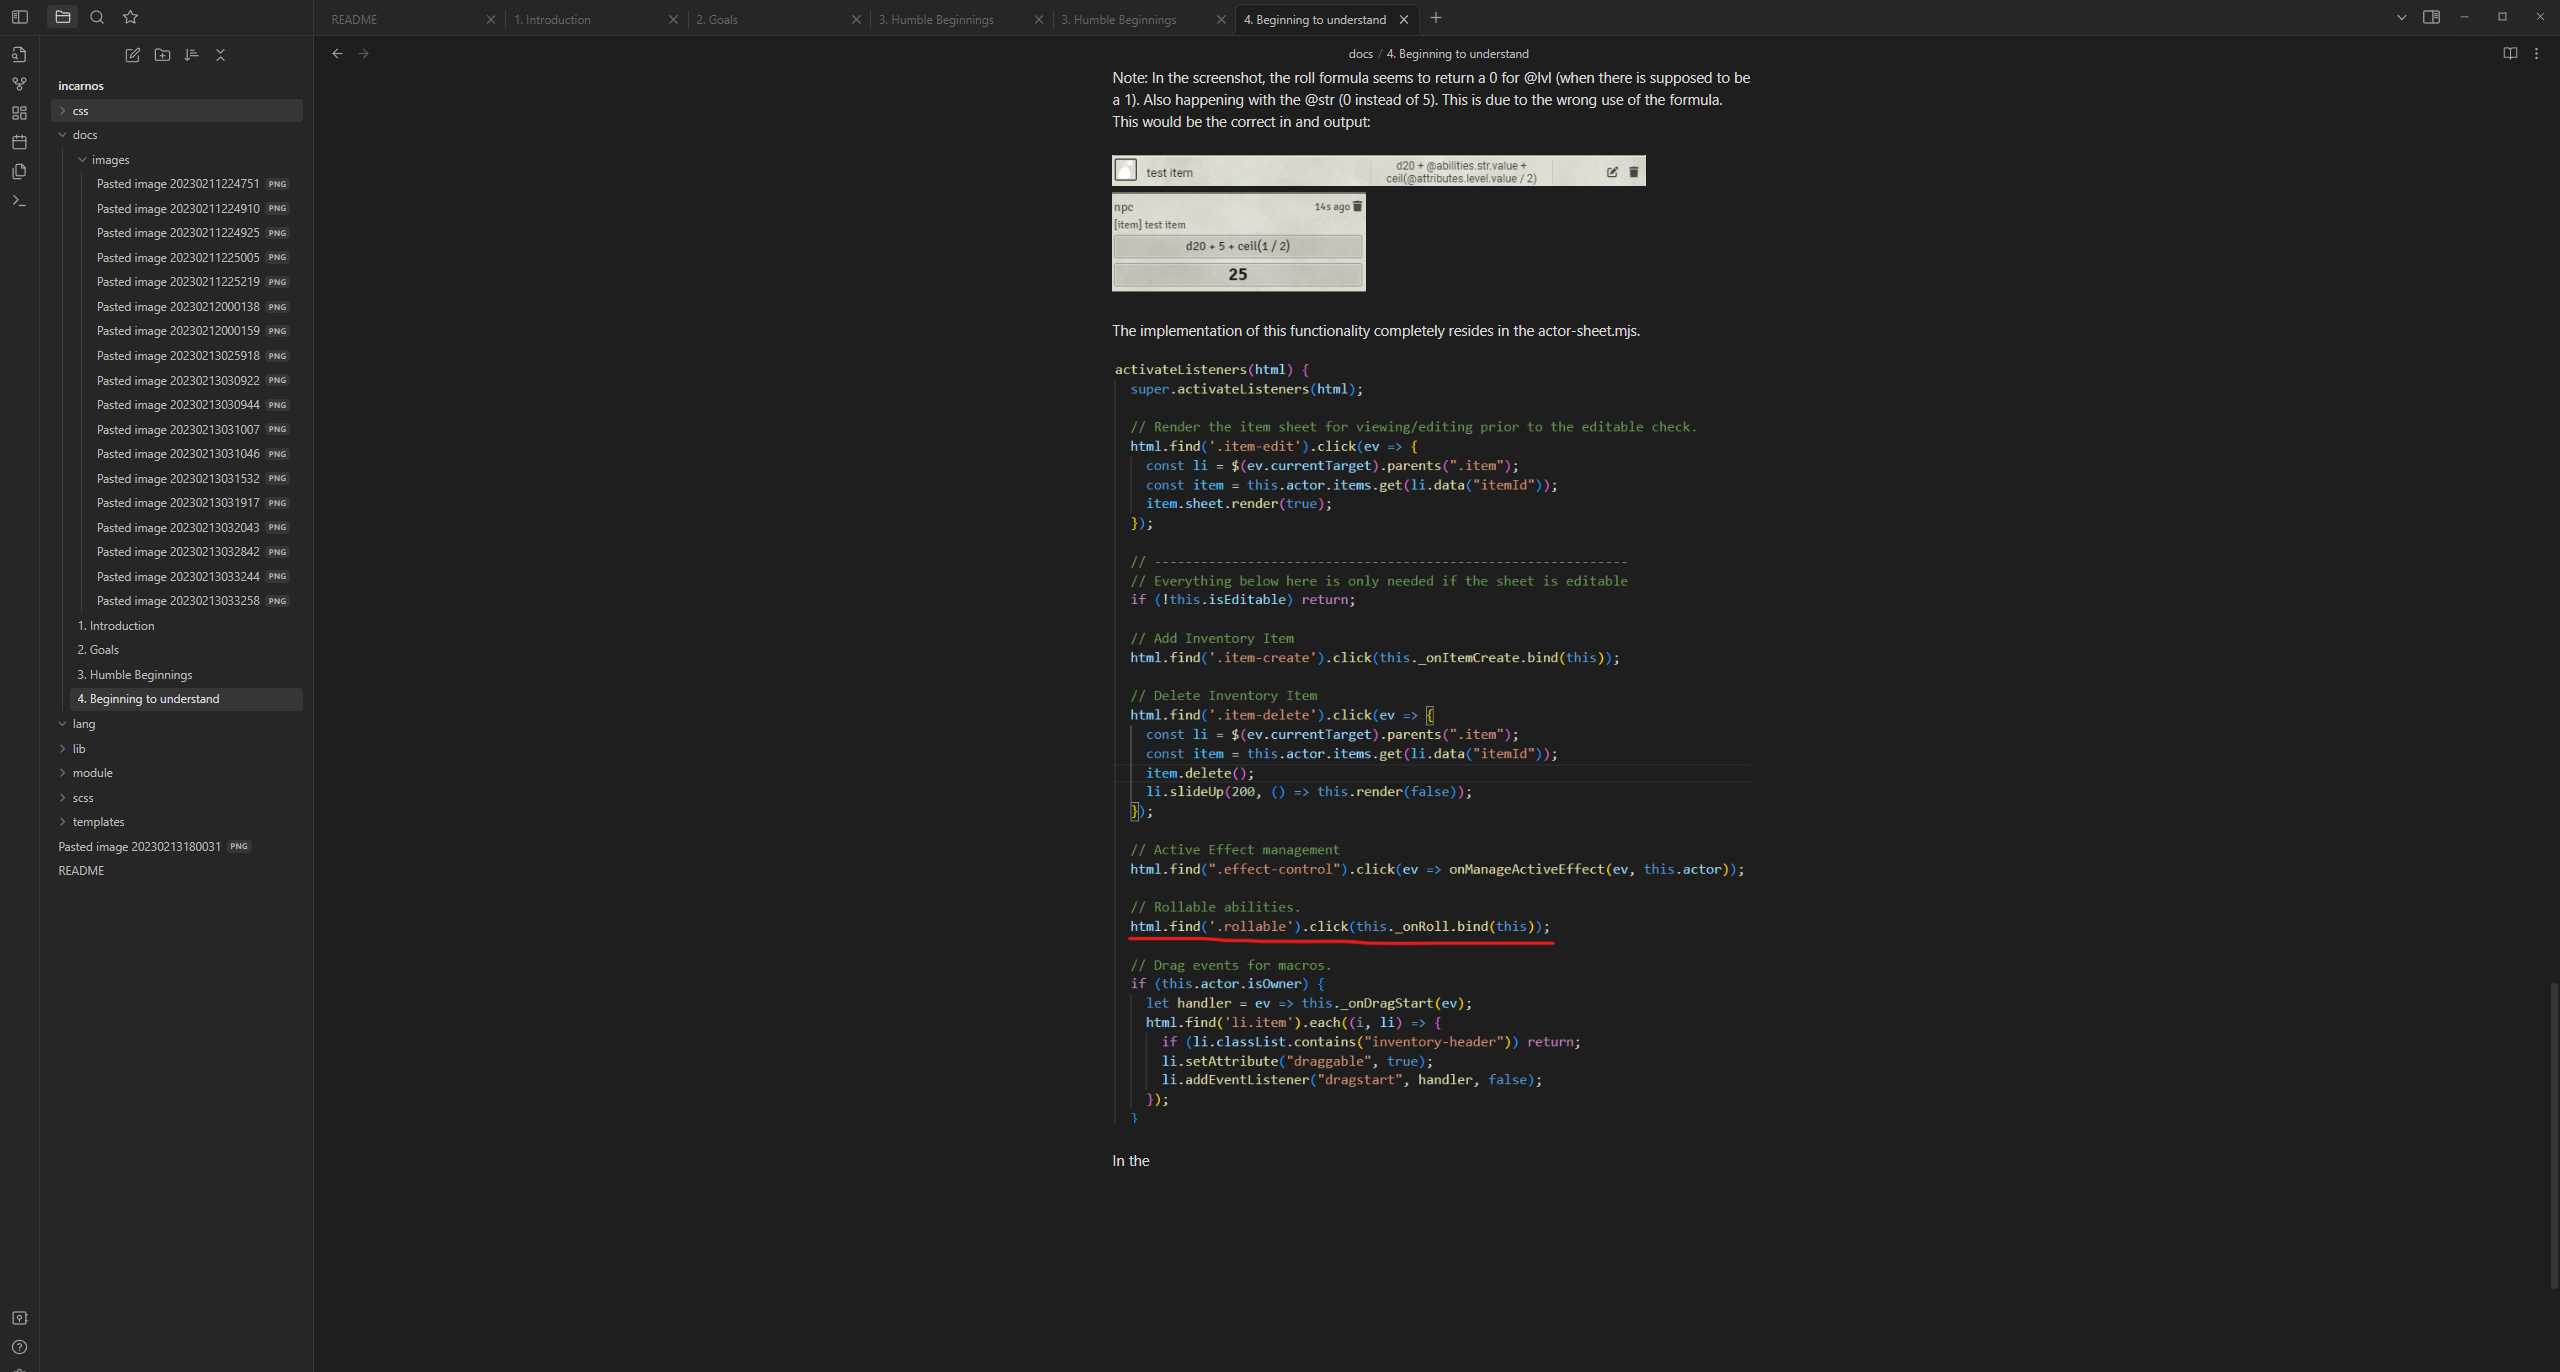 README
1. Introduction
2. Goals
3. Humble Beginnings
3. Humble Beginnings
4. Beginning to understand
incarnos
css
docs
images
Pasted image 20230211224751 PNG
Pasted image 20230211224910 PNG
Pasted image 20230211224925 PNG
Pasted image 20230211225005 PNG
Pasted image 20230211225219 PNG
Pasted image 20230212000138 PNG
Pasted image 20230212000159 PNG
Pasted image 20230213025918 PNG
Pasted image 20230213030922 PNG
Pasted image 20230213030944 PNG
Pasted image 20230213031007 PNG
Pasted image 20230213031046 PNG
Pasted image 20230213031532 PNG
Pasted image 20230213031917 PNG
Pasted image 20230213032043 PNG
Pasted image 20230213032842 PNG
Pasted image 20230213033244 PNG
Pasted image 20230213033258 PNG
1. Introduction
2. Goals
3. Humble Beginnings
4. Beginning to understand
lang
lib
module
scss
templates
Pasted image 20230213180031 PNG
README
docs / 4. Beginning to understand
Note: In the screenshot, the roll formula seems to return a 0 for @lvl (when there is supposed to be
a 1). Also happening with the @str (0 instead of 5). This is due to the wrong use of the formula.
This would be the correct in and output:
test item
d20 + @abilities.str.value +
ceil(@attributes.level.value / 2)
npc
14s ago
[item] test item
d20 + 5 + ceil(1 / 2)
25
The implementation of this functionality completely resides in the actor-sheet.mjs.
activateListeners(html) {
super.activateListeners(html);
// Render the item sheet for viewing/editing prior to the editable check.
html.find('.item-edit').click(ev => {
const li = $(ev.currentTarget).parents(".item");
const item = this.actor.items.get(li.data("itemId"));
item.sheet.render(true);
});
// -------------------------------------------------------------
// Everything below here is only needed if the sheet is editable
if (!this.isEditable) return;
// Add Inventory Item
html.find('.item-create').click(this._onItemCreate.bind(this));
// Delete Inventory Item
html.find('.item-delete').click(ev => {
const li = $(ev.currentTarget).parents(".item");
const item = this.actor.items.get(li.data("itemId"));
item.delete();
li.slideUp(200, () => this.render(false));
});
// Active Effect management
html.find(".effect-control").click(ev => onManageActiveEffect(ev, this.actor));
// Rollable abilities.
html.find('.rollable').click(this._onRoll.bind(this));
// Drag events for macros.
if (this.actor.isOwner) {
let handler = ev => this._onDragStart(ev);
html.find('li.item').each((i, li) => {
if (li.classList.contains("inventory-header")) return;
li.setAttribute("draggable", true);
li.addEventListener("dragstart", handler, false);
});
}
In the